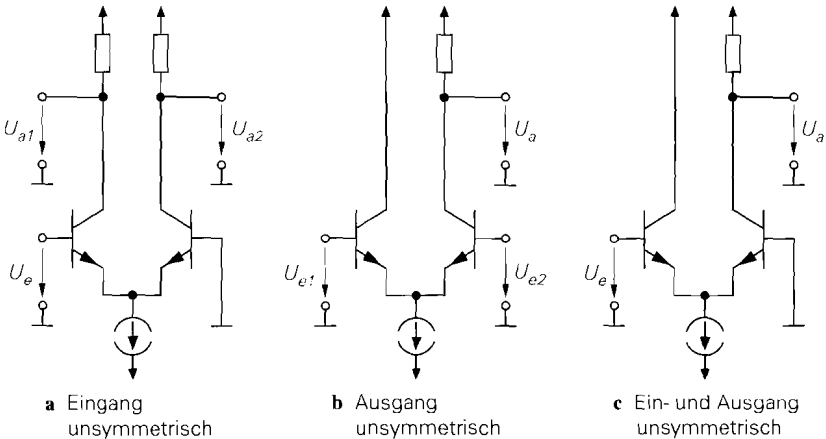 U_a1
U_a2
U_a
U_a
U_e
U_e1
U_e2
U_e
a Eingang
unsymmetrisch
b Ausgang
unsymmetrisch
c Ein- und Ausgang
unsymmetrisch